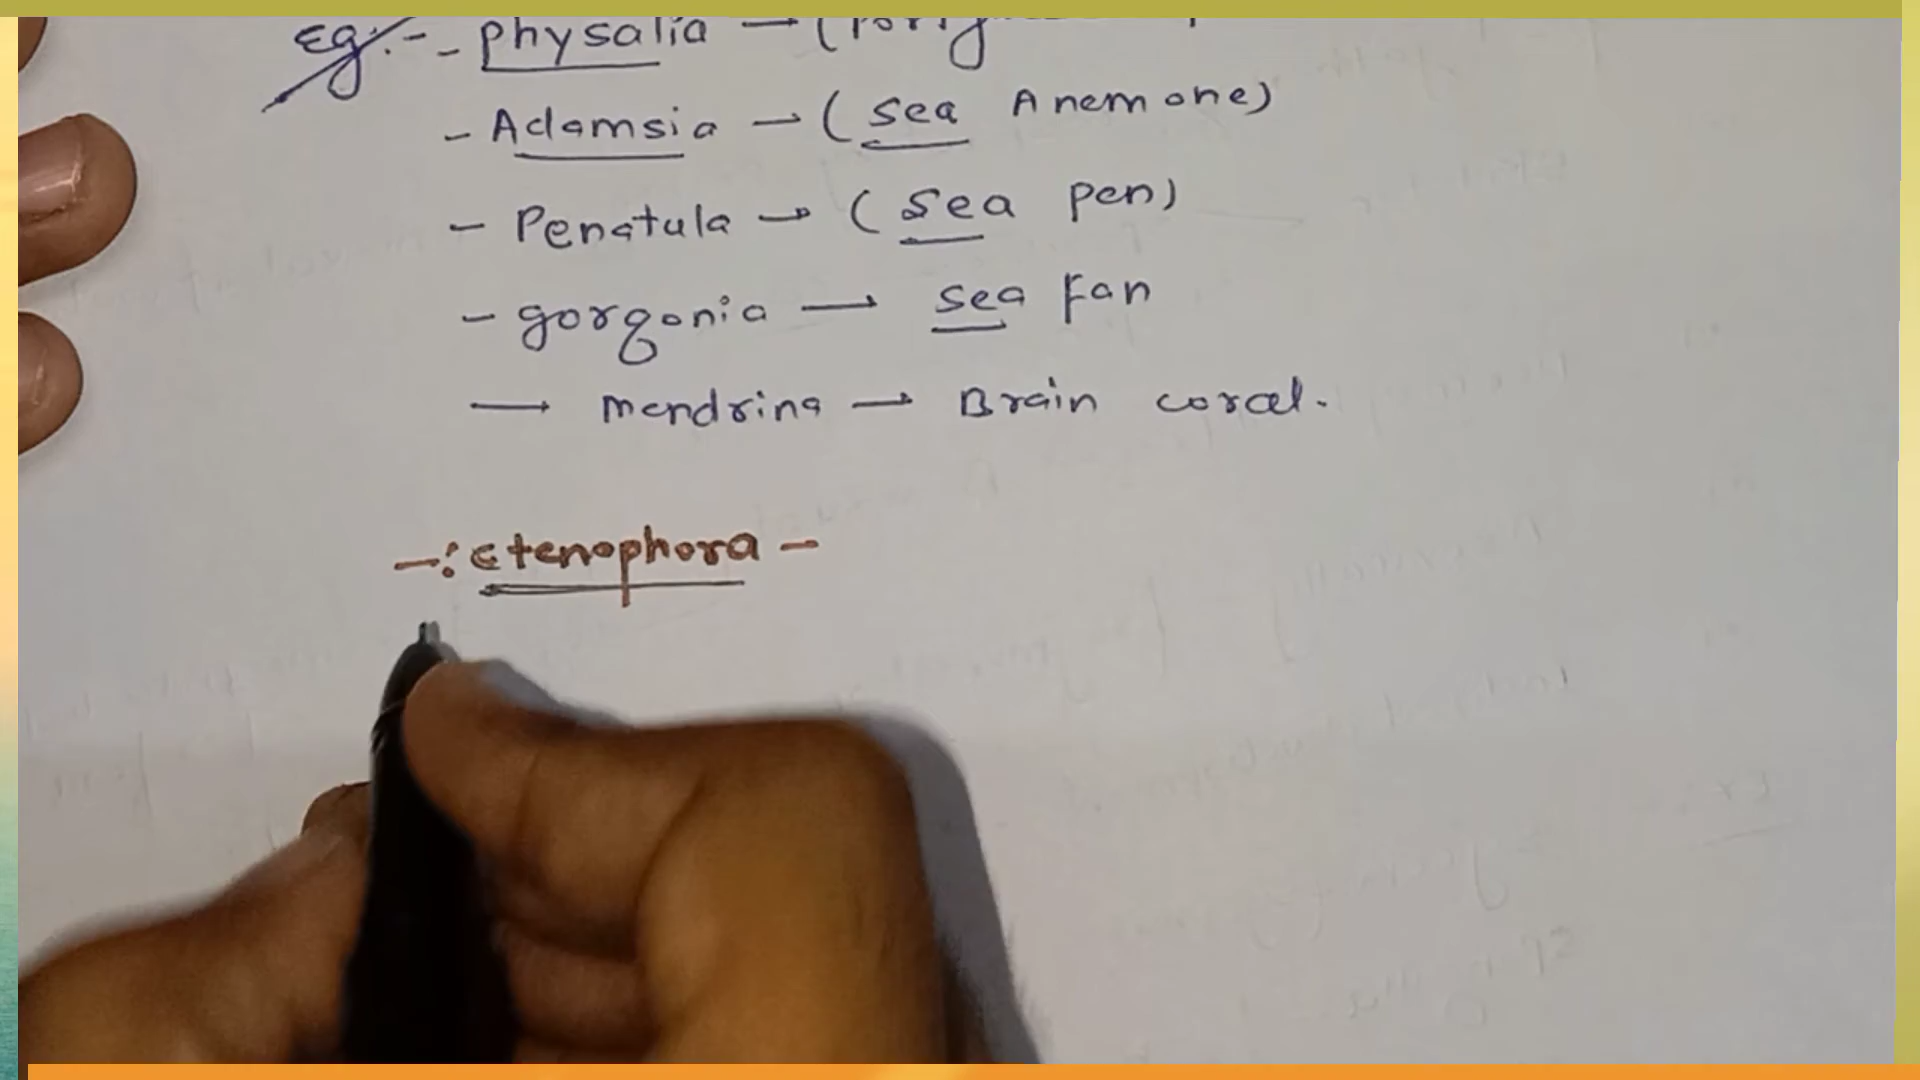 Eg:- - Physalia → (
- Adamsia → (sea Anemone)
- Penatula → (sea pen)
- gorgonia → sea Fan
→ mendrina → Brain coral.
-: ctenophora -